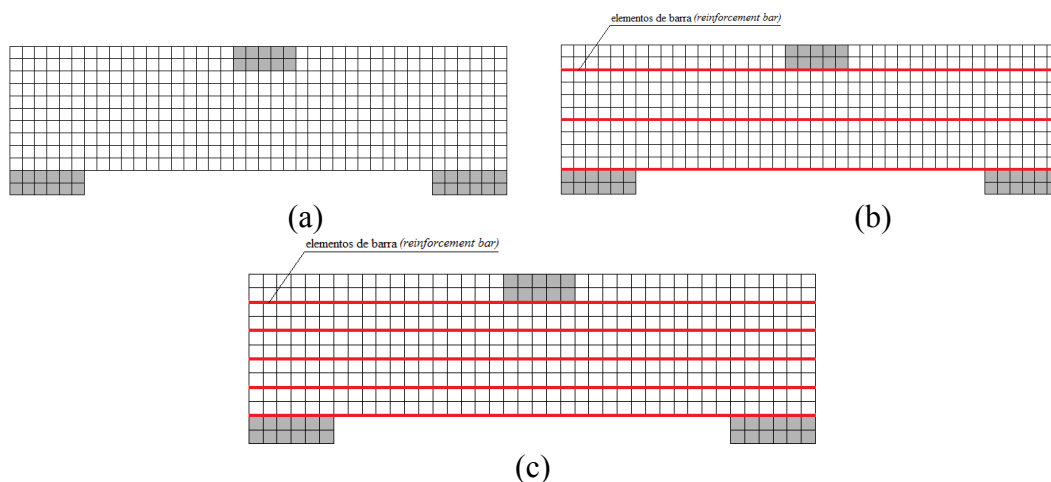 elementos de barra (reinforcement bar)
(a)
(b)
elementos de barra (reinforcement bar)
(c)